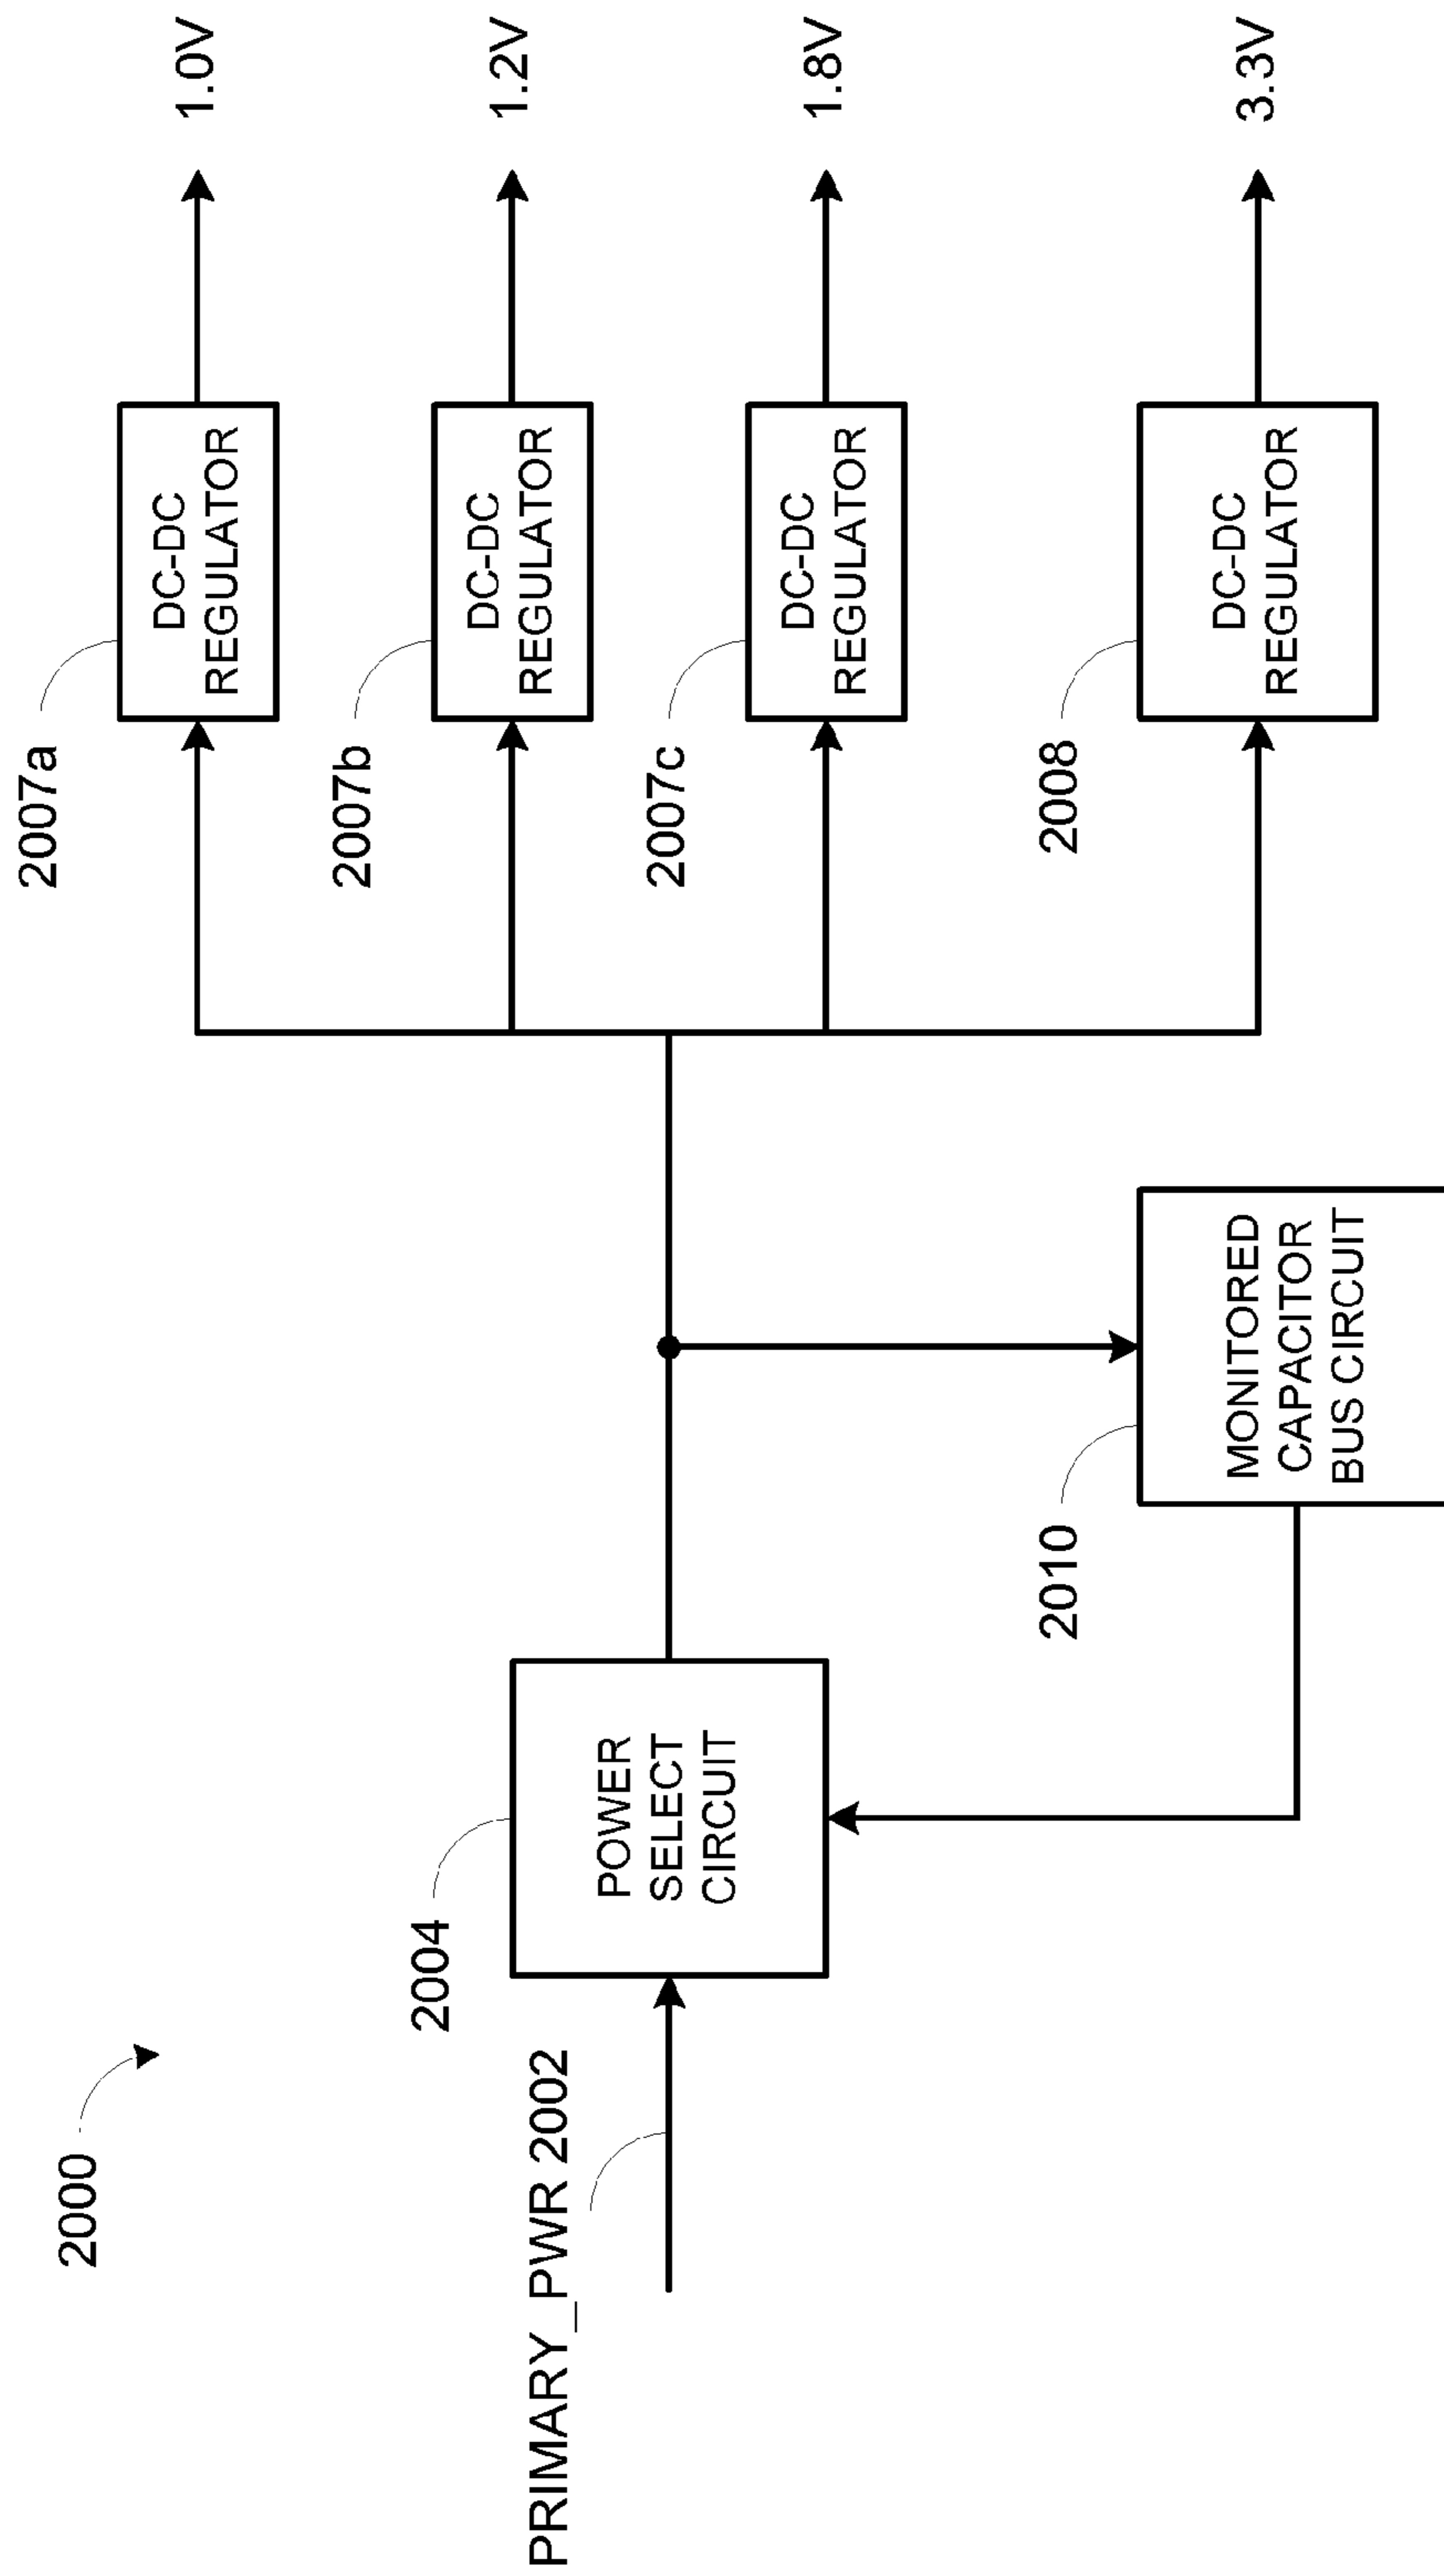 2000
PRIMARY_PWR 2002
2004
POWER
SELECT
CIRCUIT
2010
MONITORED
CAPACITOR
BUS CIRCUIT
2007a
DC-DC
REGULATOR
1.0V
2007b
DC-DC
REGULATOR
1.2V
2007c
DC-DC
REGULATOR
1.8V
2008
DC-DC
REGULATOR
3.3V